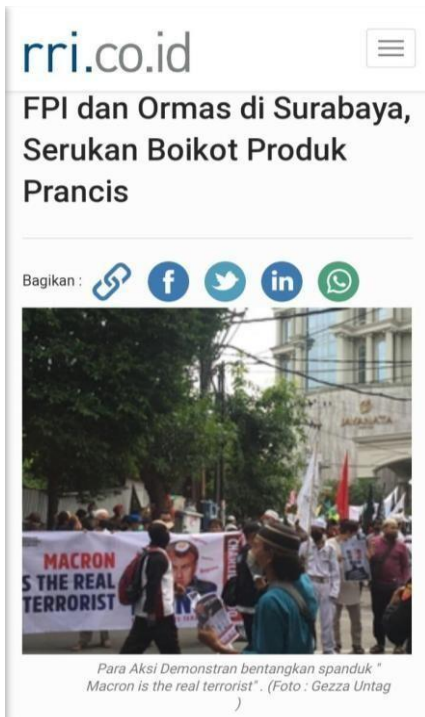 rri.co.id
FPI dan Ormas di Surabaya,
Serukan Boikot Produk
Prancis
Bagikan :
MACRON
S THE REAL
TERRORIST
Para Aksi Demonstran bentangkan spanduk "
Macron is the real terrorist" . (Foto : Gezza Untag
)